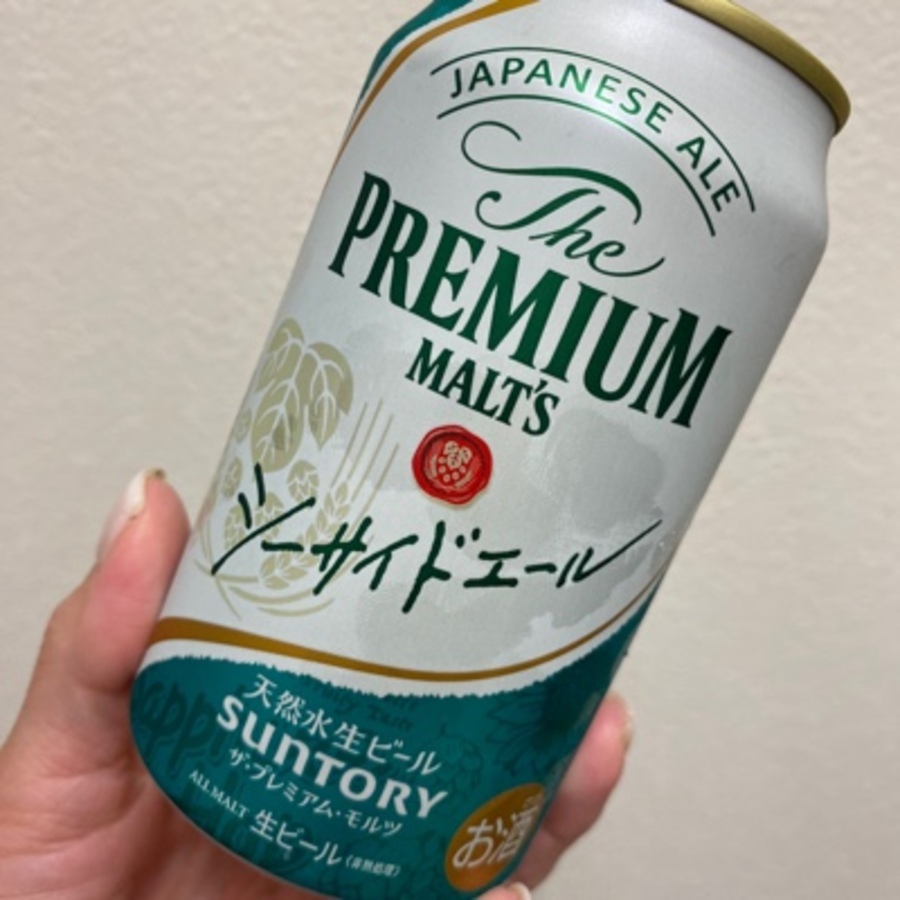 JAPANESE ALE
The
PREMIUM
MALT'S
シーサイドエール
天然水生ビール
SUNTORY
ザ・プレミアム・モルツ
ALLMALT 生ビール(非熱処理)
お酒